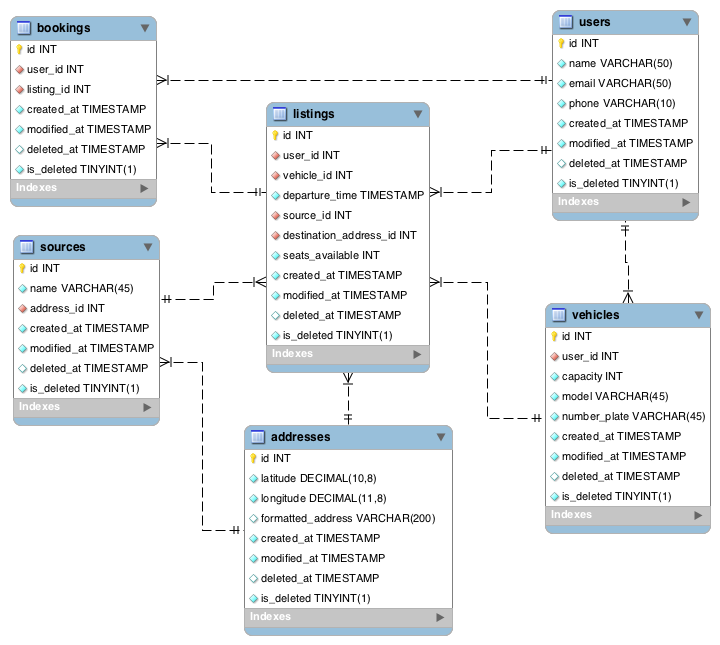 bookings
id INT
user_id INT
listing_id INT
created_at TIMESTAMP
modified_at TIMESTAMP
deleted_at TIMESTAMP
is_deleted TINYINT(1)
Indexes
users
id INT
name VARCHAR(50)
email VARCHAR(50)
phone VARCHAR(10)
created_at TIMESTAMP
modified_at TIMESTAMP
deleted_at TIMESTAMP
is_deleted TINYINT(1)
Indexes
listings
id INT
user_id INT
vehicle_id INT
departure_time TIMESTAMP
source_id INT
destination_address_id INT
seats_available INT
created_at TIMESTAMP
modified_at TIMESTAMP
deleted_at TIMESTAMP
is_deleted TINYINT(1)
Indexes
sources
id INT
name VARCHAR(45)
address_id INT
created_at TIMESTAMP
modified_at TIMESTAMP
deleted_at TIMESTAMP
is_deleted TINYINT(1)
Indexes
vehicles
id INT
user_id INT
capacity INT
model VARCHAR(45)
number_plate VARCHAR(45)
created_at TIMESTAMP
modified_at TIMESTAMP
deleted_at TIMESTAMP
is_deleted TINYINT(1)
Indexes
addresses
id INT
latitude DECIMAL(10,8)
longitude DECIMAL(11,8)
formatted_address VARCHAR(200)
created_at TIMESTAMP
modified_at TIMESTAMP
deleted_at TIMESTAMP
is_deleted TINYINT(1)
Indexes